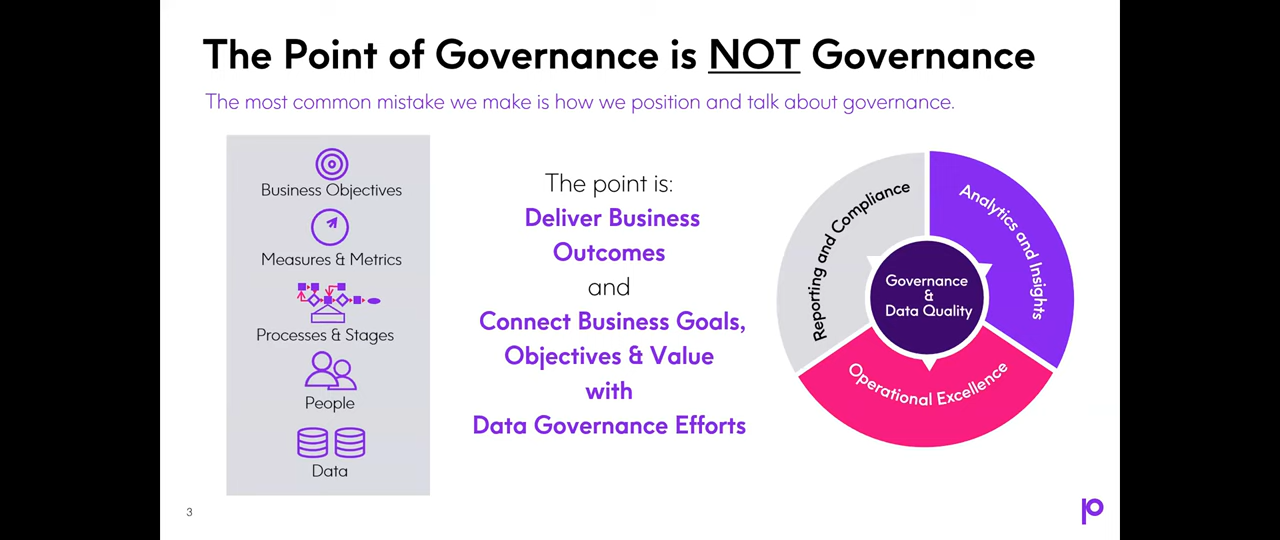 The Point of Governance is NOT Governance
The most common mistake we make is how we position and talk about governance.
Business Objectives
Measures & Metrics
Processes & Stages
People
Data
The point is:
Deliver Business
Outcomes
and
Connect Business Goals,
Objectives & Value
with
Data Governance Efforts
Reporting and Compliance
Analytics and Insights
Operational Excellence
Governance
&
Data Quality
3